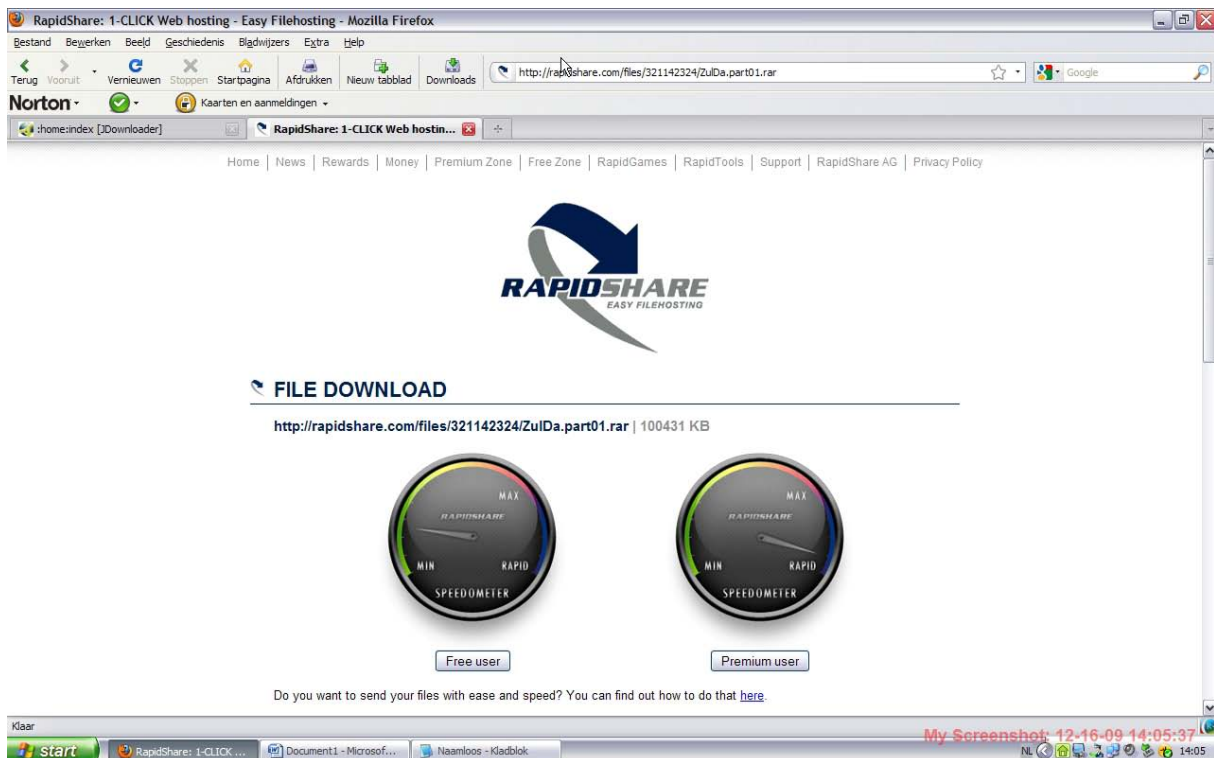 RapidShare: 1-CLICK Web hosting - Easy Filehosting - Mozilla Firefox
Bestand Bewerken Beeld Geschiedenis Bladwijzers Extra Help
Terug Vooruit Vernieuwen Stoppen Startpagina Afdrukken Nieuw tabblad Downloads http://rapidshare.com/files/321142324/ZulDa.part01.rar Google
Norton Kaarten en aanmeldingen
:home:index [JDownloader] RapidShare: 1-CLICK Web hostin...
Home | News | Rewards | Money | Premium Zone | Free Zone | RapidGames | RapidTools | Support | RapidShare AG | Privacy Policy
RAPIDSHARE
EASY FILEHOSTING
FILE DOWNLOAD
http://rapidshare.com/files/321142324/ZulDa.part01.rar | 100431 KB
MAX MAX
RAPIDSHARE RAPIDSHARE
MIN RAPID MIN RAPID
SPEEDOMETER SPEEDOMETER
Free user Premium user
Do you want to send your files with ease and speed? You can find out how to do that here.
Klaar
My Screenshot: 12-16-09 14:05:37
start RapidShare: 1-CLICK ... Document1 - Microsof... Naamloos - Kladblok NL 14:05